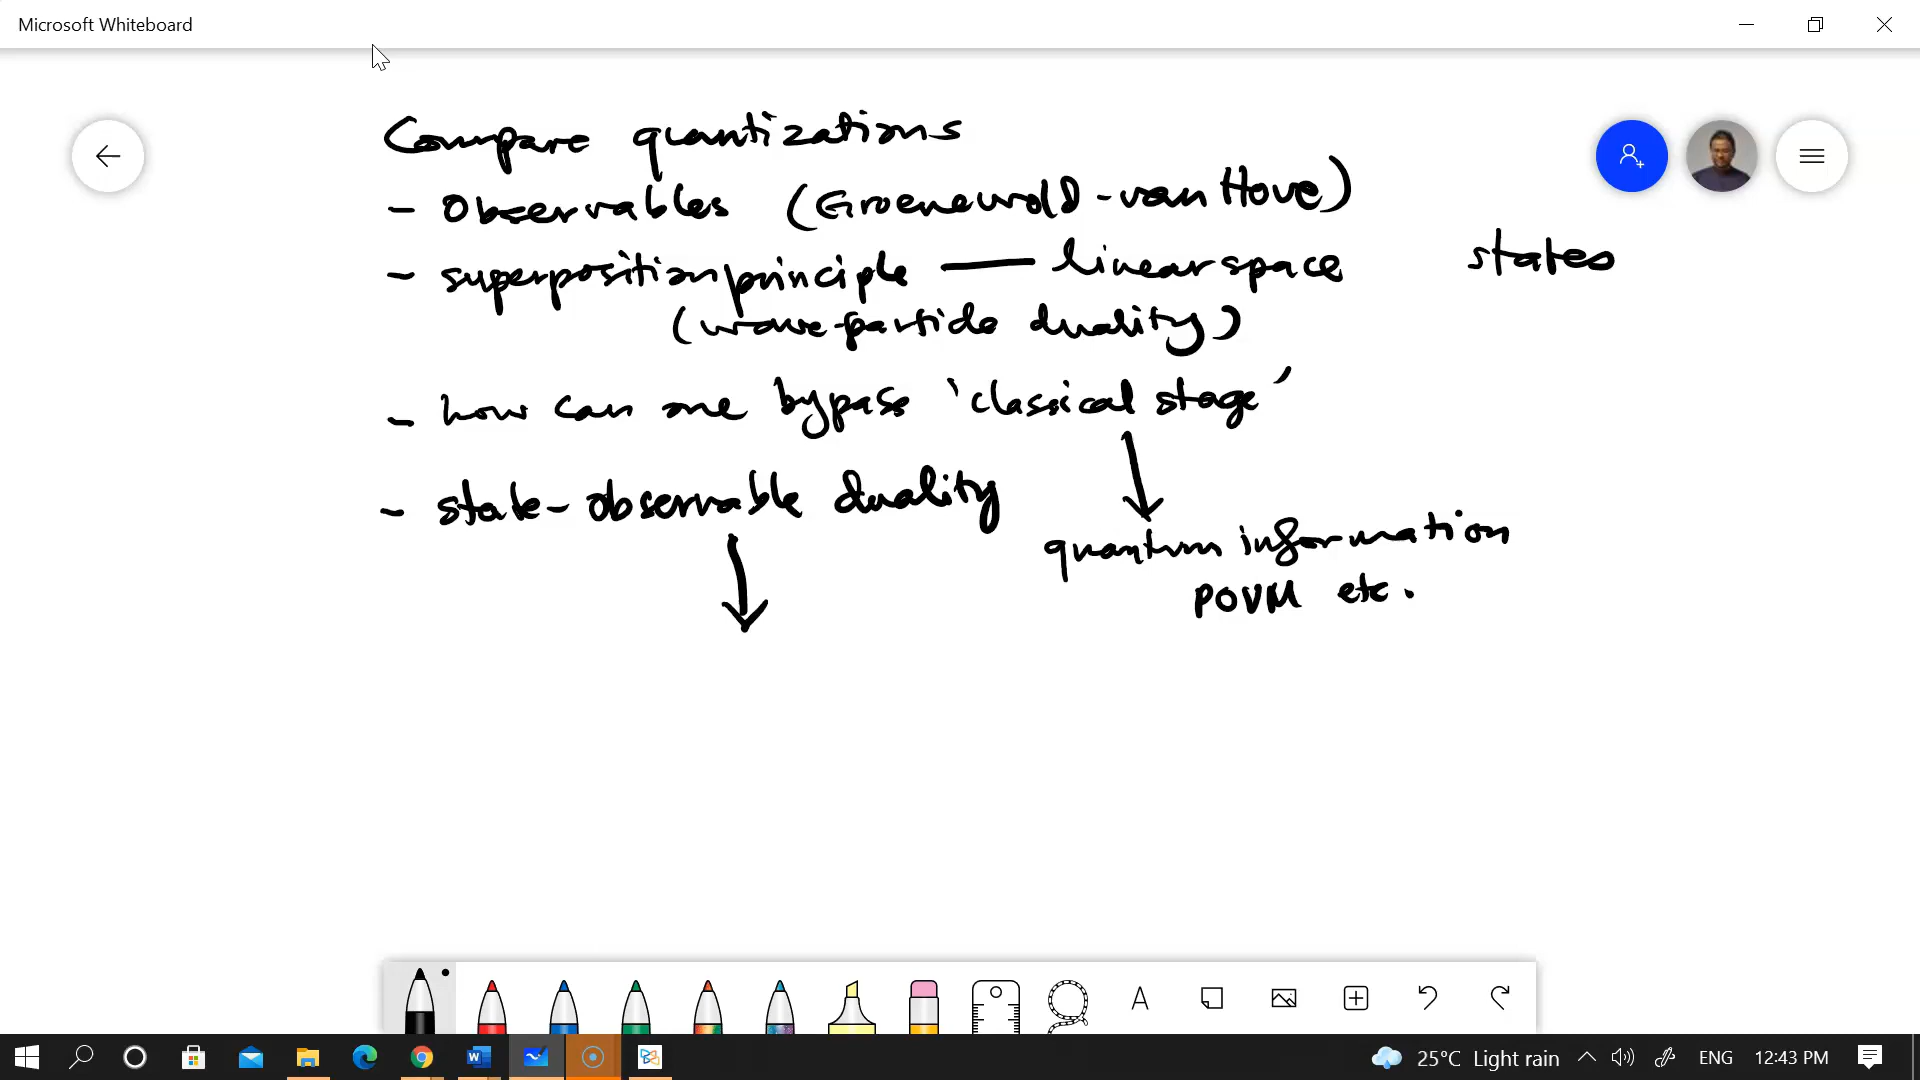 Microsoft Whiteboard
Compare quantizations
- Observables (Groenewold-van Hove)
- superposition principle — linear space states
(wave-particle duality)
- how can one bypass 'classical stage'
- state-observable duality
quantum information
POVM etc.
A
25°C Light rain ENG 12:43 PM